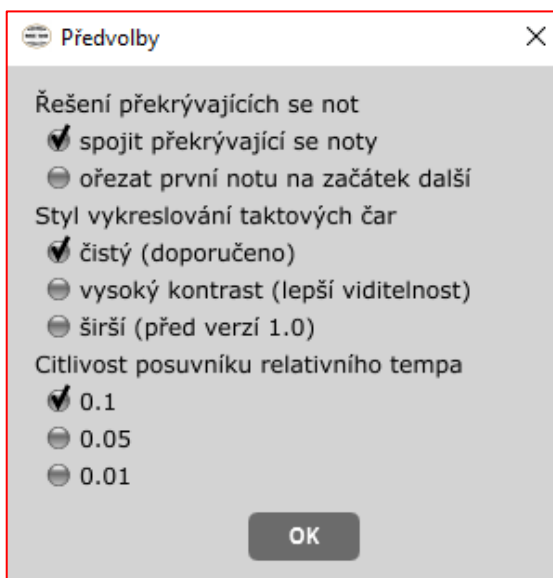 Předvolby
Řešení překrývajících se not
spojit překrývající se noty
ořezat první notu na začátek další
Styl vykreslování taktových čar
čistý (doporučeno)
vysoký kontrast (lepší viditelnost)
širší (před verzí 1.0)
Citlivost posuvníku relativního tempa
0.1
0.05
0.01
OK